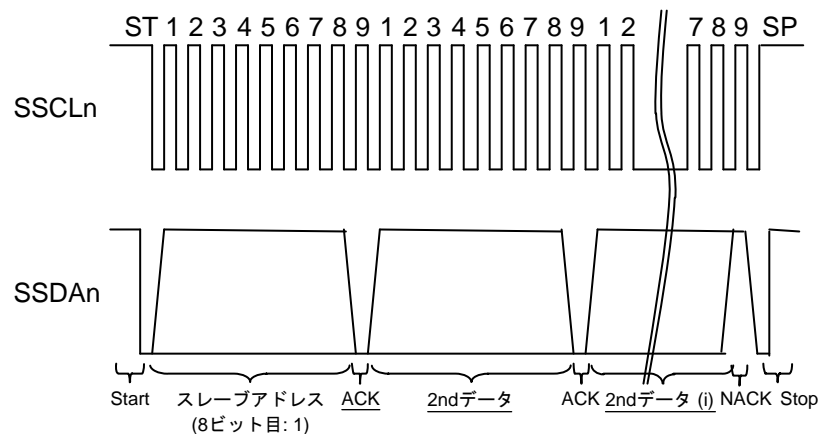 ST 1 2 3 4 5 6 7 8 9 1 2 3 4 5 6 7 8 9 1 2 7 8 9 SP
SSCLn
SSDAn
Start スレーブアドレス ACK 2ndデータ ACK 2ndデータ (i) NACK Stop
(8ビット目: 1)